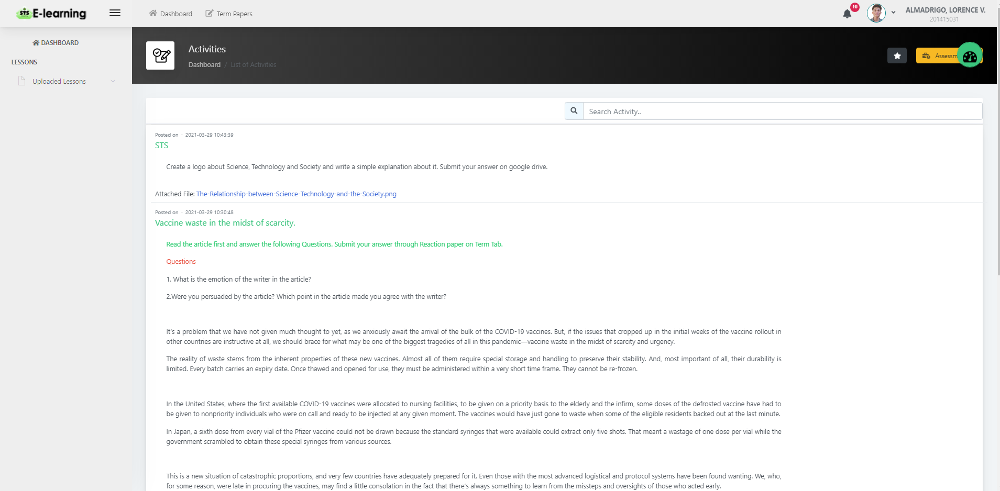 STS E-learning
Dashboard
Term Papers
10
ALMADRIGO, LORENCE V.
201415031
DASHBOARD
LESSONS
Uploaded Lessons
Activities
Dashboard / List of Activities
Assessm
Search Activity..
Posted on · 2021-03-29 10:43:39
STS
Create a logo about Science, Technology and Society and write a simple explanation about it. Submit your answer on google drive.
Attached File: The-Relationship-between-Science-Technology-and-the-Society.png
Posted on · 2021-03-29 10:30:48
Vaccine waste in the midst of scarcity.
Read the article first and answer the following Questions. Submit your answer through Reaction paper on Term Tab.
Questions
1. What is the emotion of the writer in the article?
2.Were you persuaded by the article? Which point in the article made you agree with the writer?
It's a problem that we have not given much thought to yet, as we anxiously await the arrival of the bulk of the COVID-19 vaccines. But, if the issues that cropped up in the initial weeks of the vaccine rollout in
other countries are instructive at all, we should brace for what may be one of the biggest tragedies of all in this pandemic—vaccine waste in the midst of scarcity and urgency.
The reality of waste stems from the inherent properties of these new vaccines. Almost all of them require special storage and handling to preserve their stability. And, most important of all, their durability is
limited. Every batch carries an expiry date. Once thawed and opened for use, they must be administered within a very short time frame. They cannot be re-frozen.
In the United States, where the first available COVID-19 vaccines were allocated to nursing facilities, to be given on a priority basis to the elderly and the infirm, some doses of the defrosted vaccine have had to
be given to nonpriority individuals who were on call and ready to be injected at any given moment. The vaccines would have just gone to waste when some of the eligible residents backed out at the last minute.
In Japan, a sixth dose from every vial of the Pfizer vaccine could not be drawn because the standard syringes that were available could extract only five shots. That meant a wastage of one dose per vial while the
government scrambled to obtain these special syringes from various sources.
This is a new situation of catastrophic proportions, and very few countries have adequately prepared for it. Even those with the most advanced logistical and protocol systems have been found wanting. We, who,
for some reason, were late in procuring the vaccines, may find a little consolation in the fact that there's always something to learn from the missteps and oversights of those who acted early.